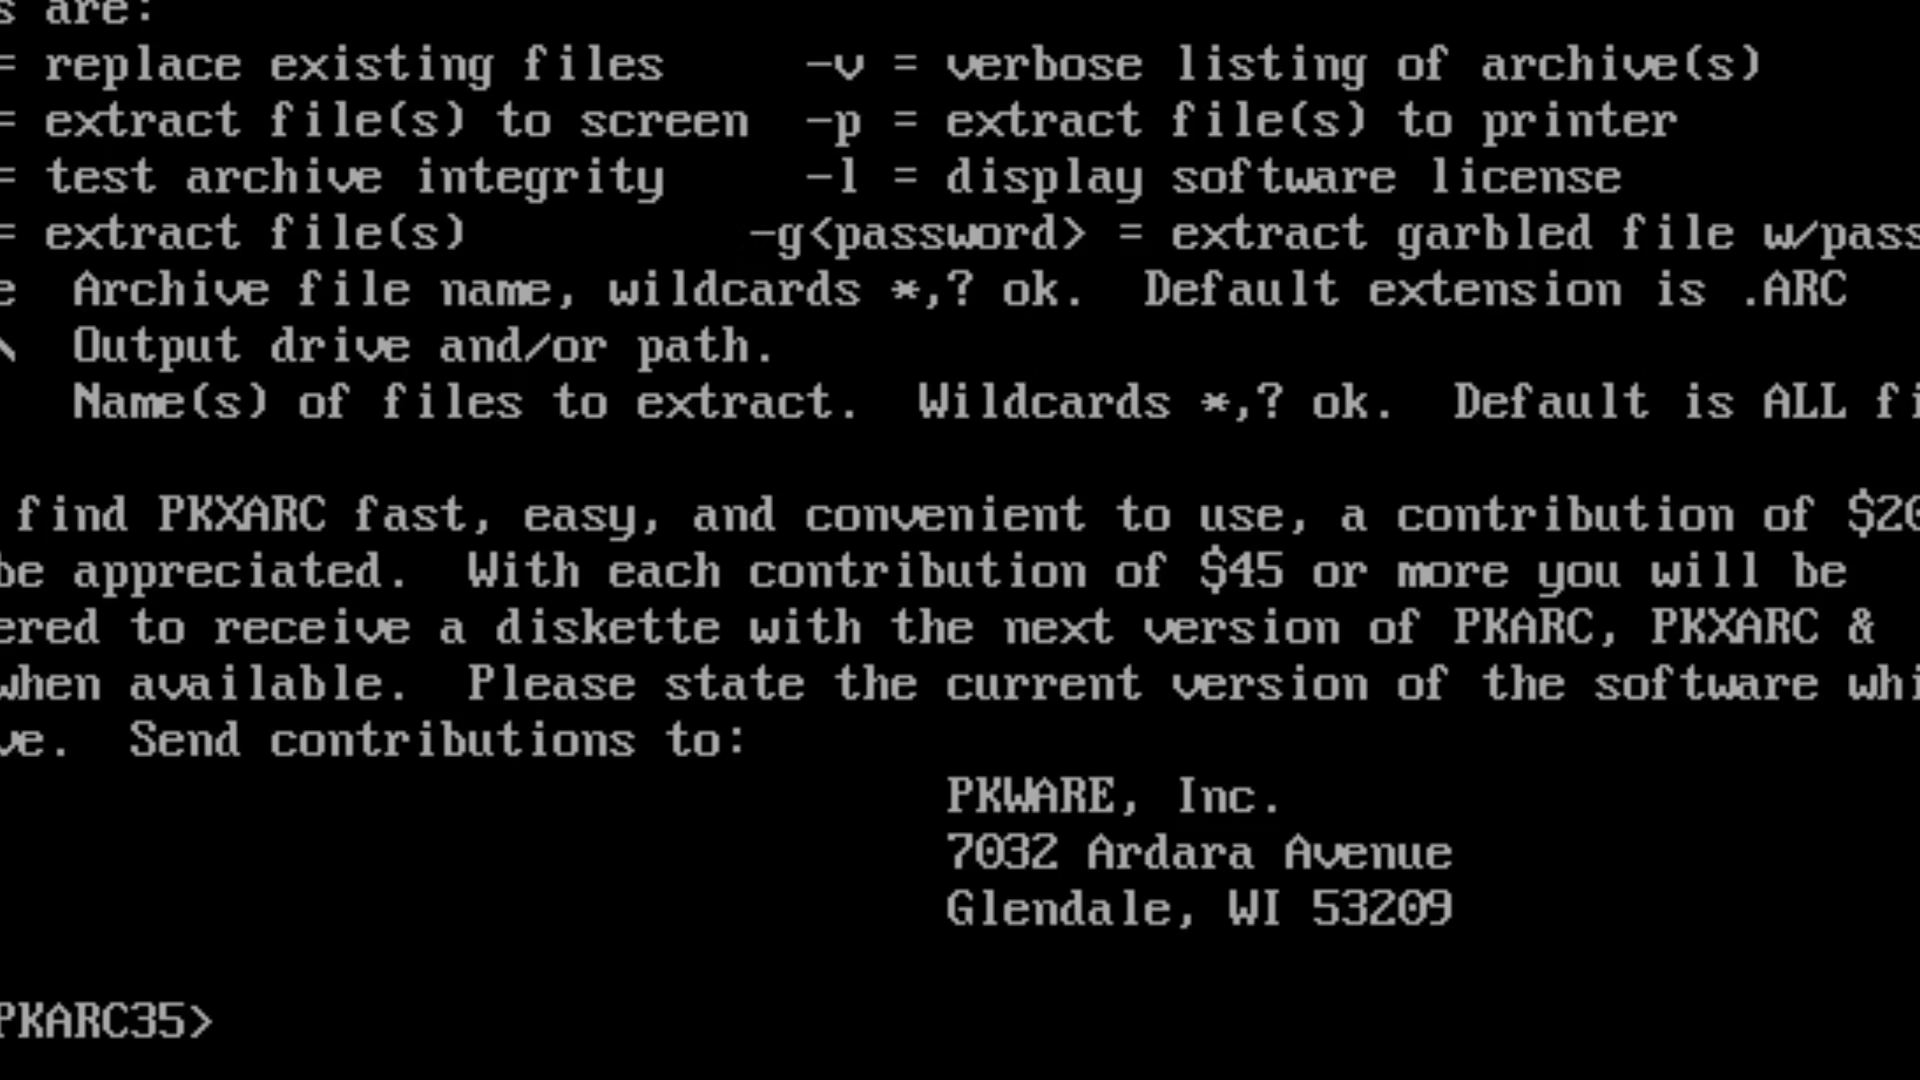 s are:
= replace existing files     -v = verbose listing of archive(s)
= extract file(s) to screen  -p = extract file(s) to printer
= test archive integrity     -l = display software license
= extract file(s)          -g<password> = extract garbled file w/pass
e  Archive file name, wildcards *,? ok.  Default extension is .ARC
\  Output drive and/or path.
Name(s) of files to extract.  Wildcards *,? ok.  Default is ALL fi
find PKXARC fast, easy, and convenient to use, a contribution of $20
be appreciated.  With each contribution of $45 or more you will be
ered to receive a diskette with the next version of PKARC, PKXARC &
when available.  Please state the current version of the software whi
ve.  Send contributions to:
PKWARE, Inc.
7032 Ardara Avenue
Glendale, WI 53209
PKARC35>